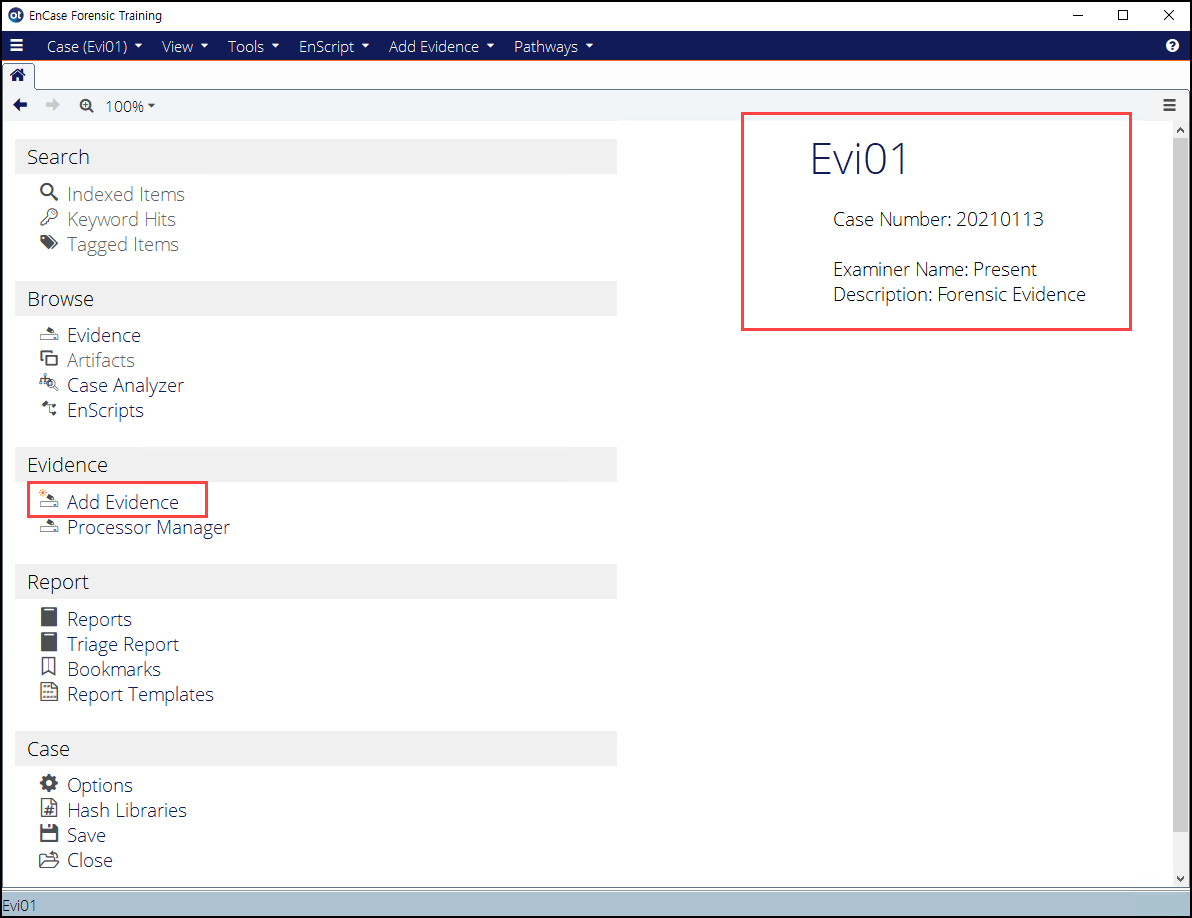 EnCase Forensic Training
Case (Evi01) View Tools EnScript Add Evidence Pathways
100%
Search
Indexed Items
Keyword Hits
Tagged Items
Browse
Evidence
Artifacts
Case Analyzer
EnScripts
Evidence
Add Evidence
Processor Manager
Report
Reports
Triage Report
Bookmarks
Report Templates
Case
Options
Hash Libraries
Save
Close
Evi01
Case Number: 20210113
Examiner Name: Present
Description: Forensic Evidence
Evi01